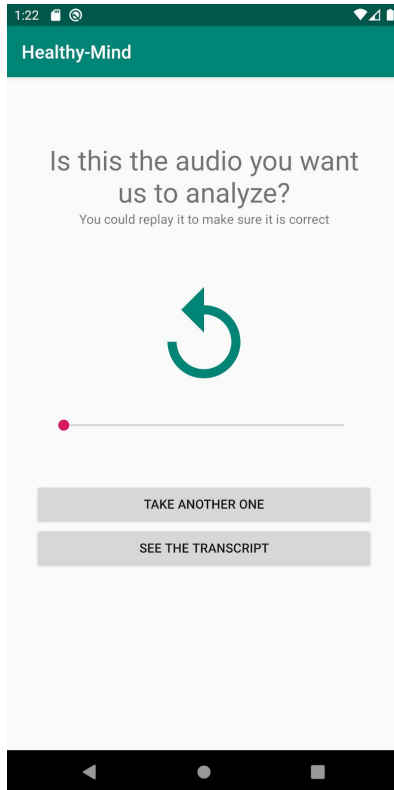 1:22
Healthy-Mind
Is this the audio you want
us to analyze?
You could replay it to make sure it is correct
TAKE ANOTHER ONE
SEE THE TRANSCRIPT